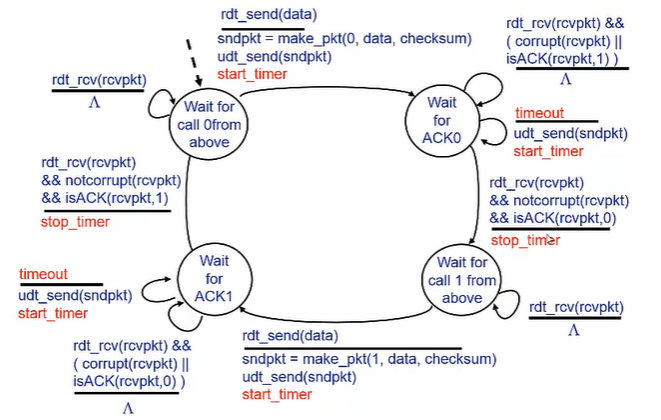 rdt_send(data)
sndpkt = make_pkt(0, data, checksum)
udt_send(sndpkt)
start_timer
rdt_rcv(rcvpkt) &&
( corrupt(rcvpkt) ||
isACK(rcvpkt,1) )
Λ
rdt_rcv(rcvpkt)
Λ
Wait for
call 0from
above
Wait
for
ACK0
timeout
udt_send(sndpkt)
start_timer
rdt_rcv(rcvpkt)
&& notcorrupt(rcvpkt)
&& isACK(rcvpkt,1)
stop_timer
rdt_rcv(rcvpkt)
&& notcorrupt(rcvpkt)
&& isACK(rcvpkt,0)
stop_timer
timeout
udt_send(sndpkt)
start_timer
Wait
for
ACK1
Wait for
call 1 from
above
rdt_rcv(rcvpkt)
Λ
rdt_rcv(rcvpkt) &&
( corrupt(rcvpkt) ||
isACK(rcvpkt,0) )
Λ
rdt_send(data)
sndpkt = make_pkt(1, data, checksum)
udt_send(sndpkt)
start_timer